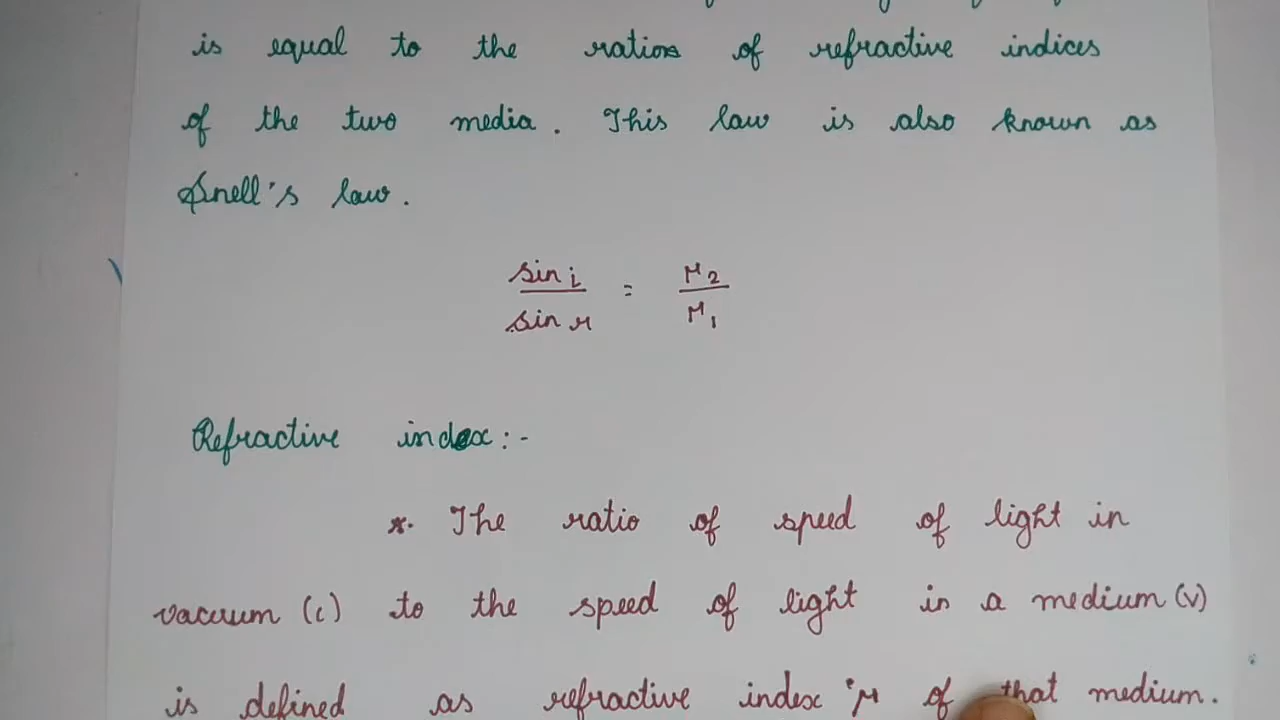 is equal to the ration of refractive indices
of the two media. This law is also known as
Snell's law.
sin i / sin r = μ2 / μ1
Refractive index:-
*. The ratio of speed of light in
vacuum (c) to the speed of light in a medium (v)
is defined as refractive index 'μ of that medium.